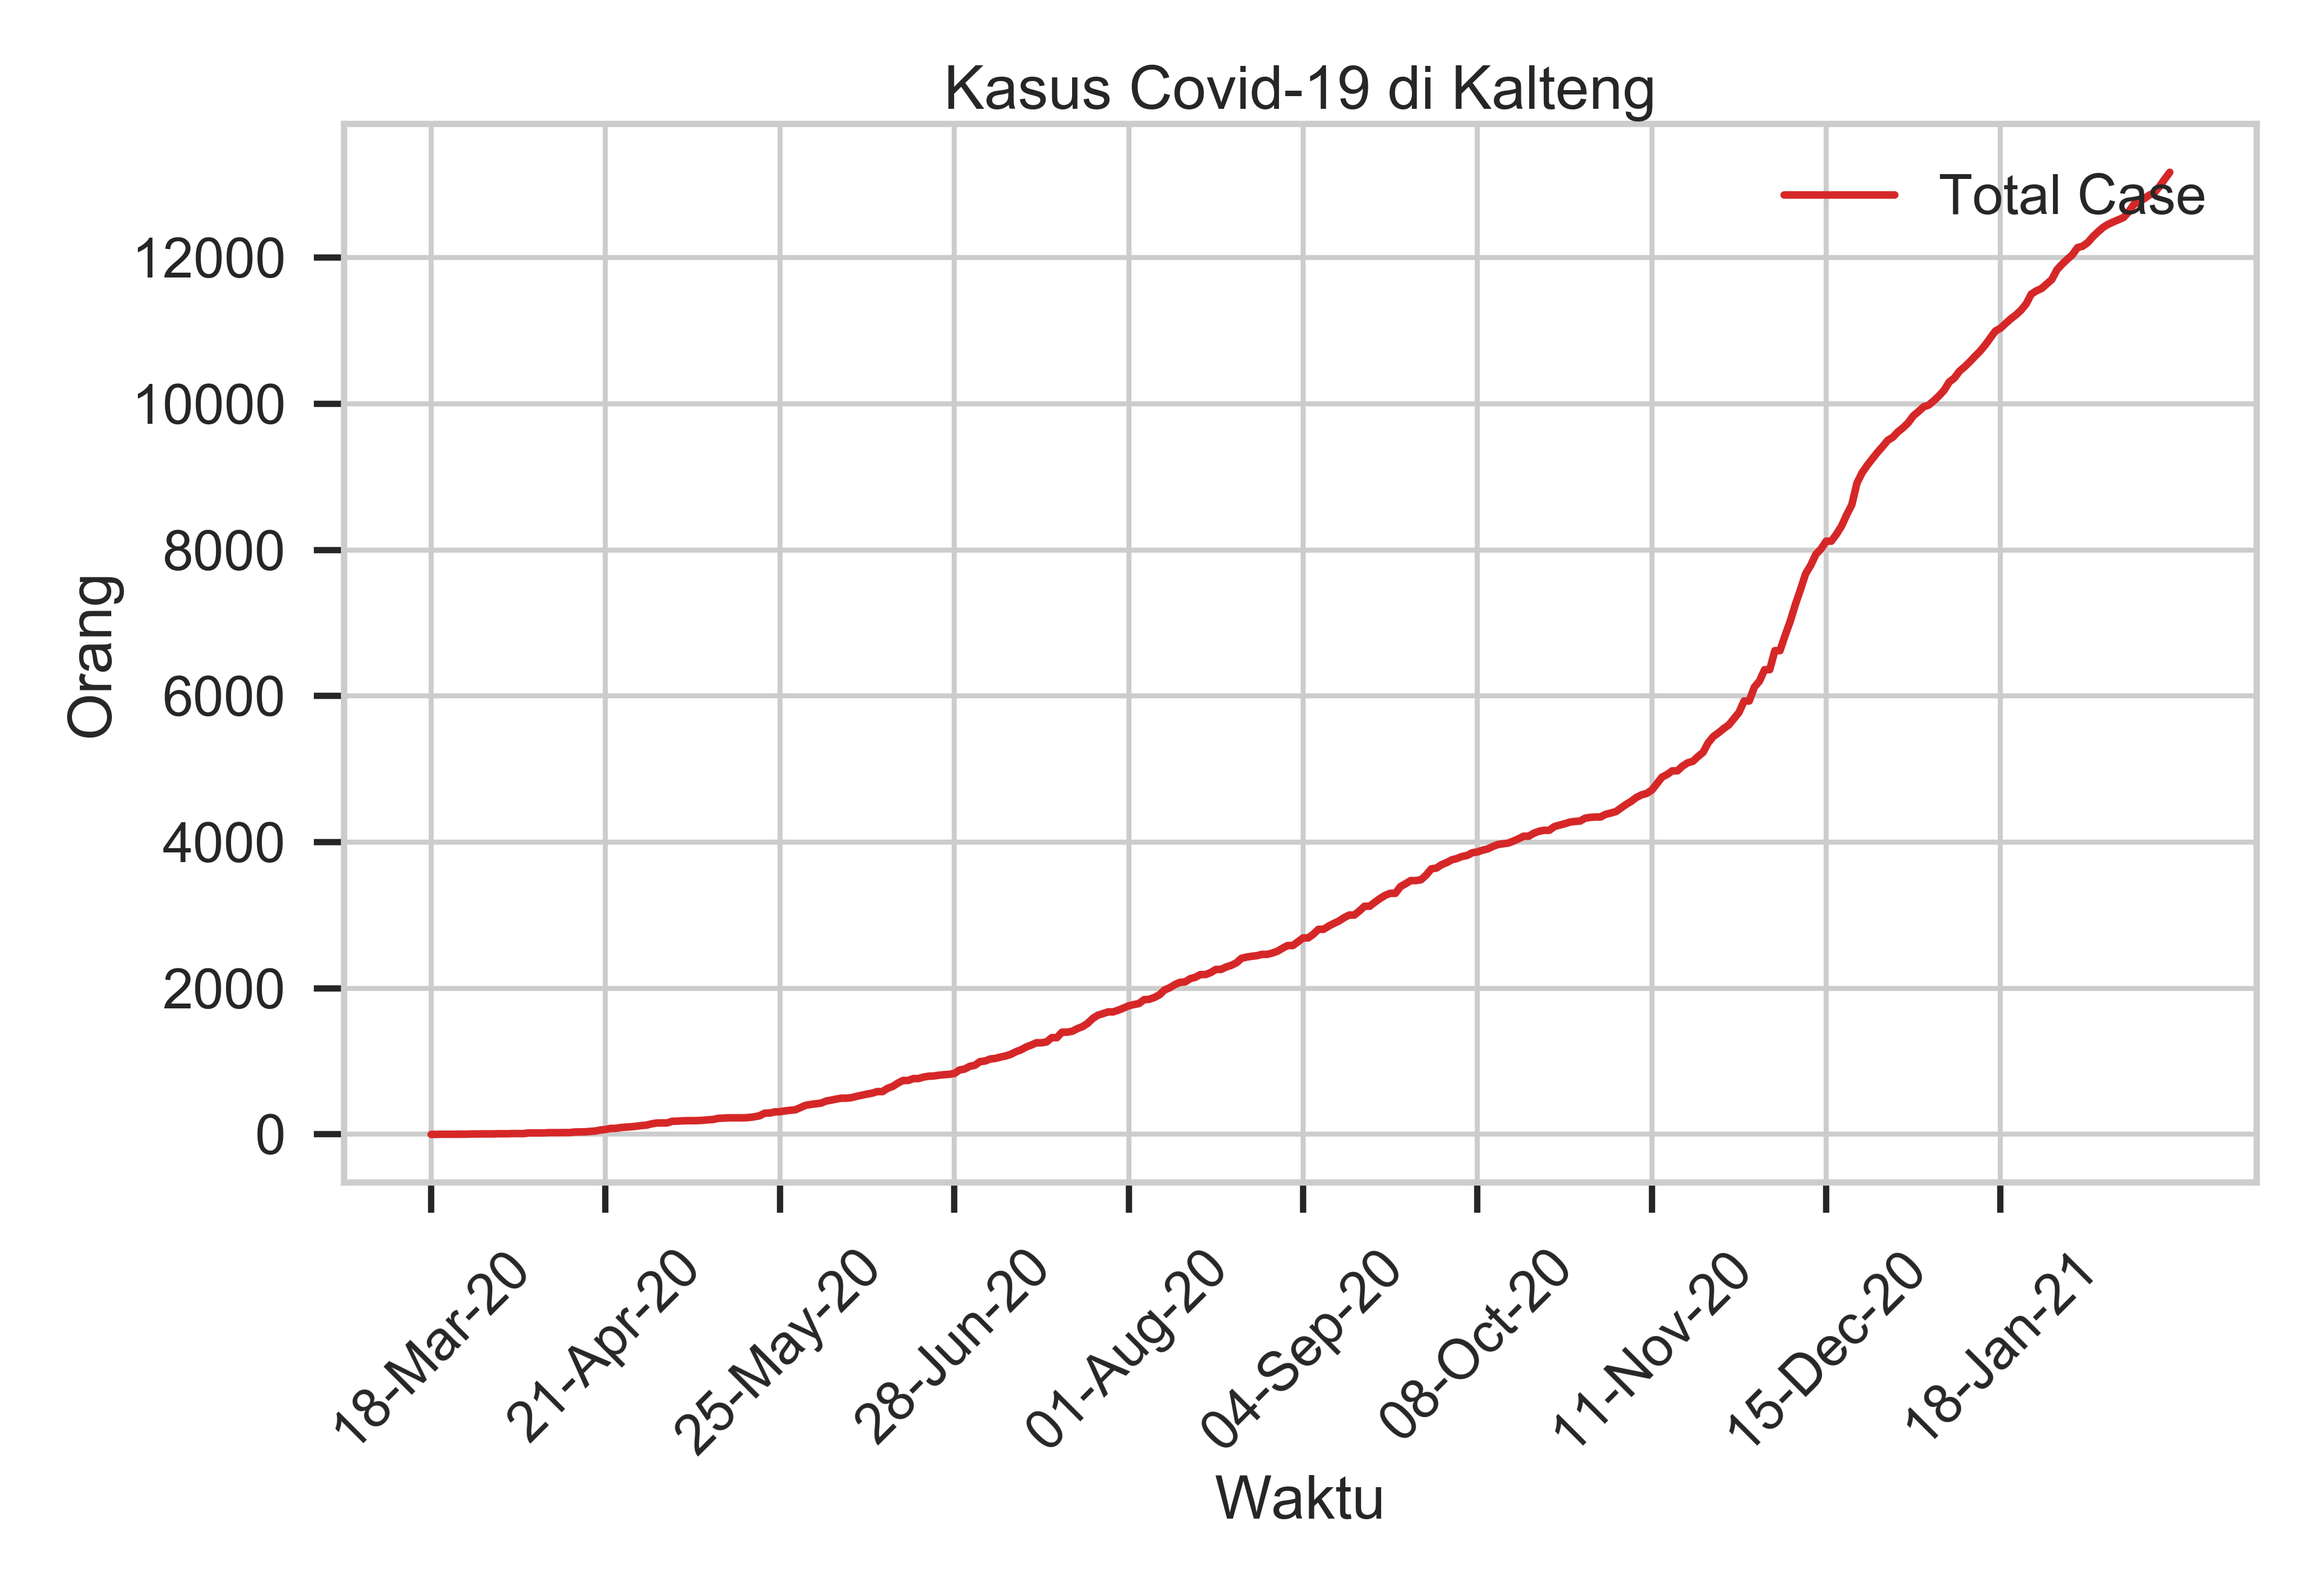 Kasus Covid-19 di Kalteng
Total Case
Orang
12000
10000
8000
6000
4000
2000
0
18-Mar-20
21-Apr-20
25-May-20
28-Jun-20
01-Aug-20
04-Sep-20
08-Oct-20
11-Nov-20
15-Dec-20
18-Jan-21
Waktu